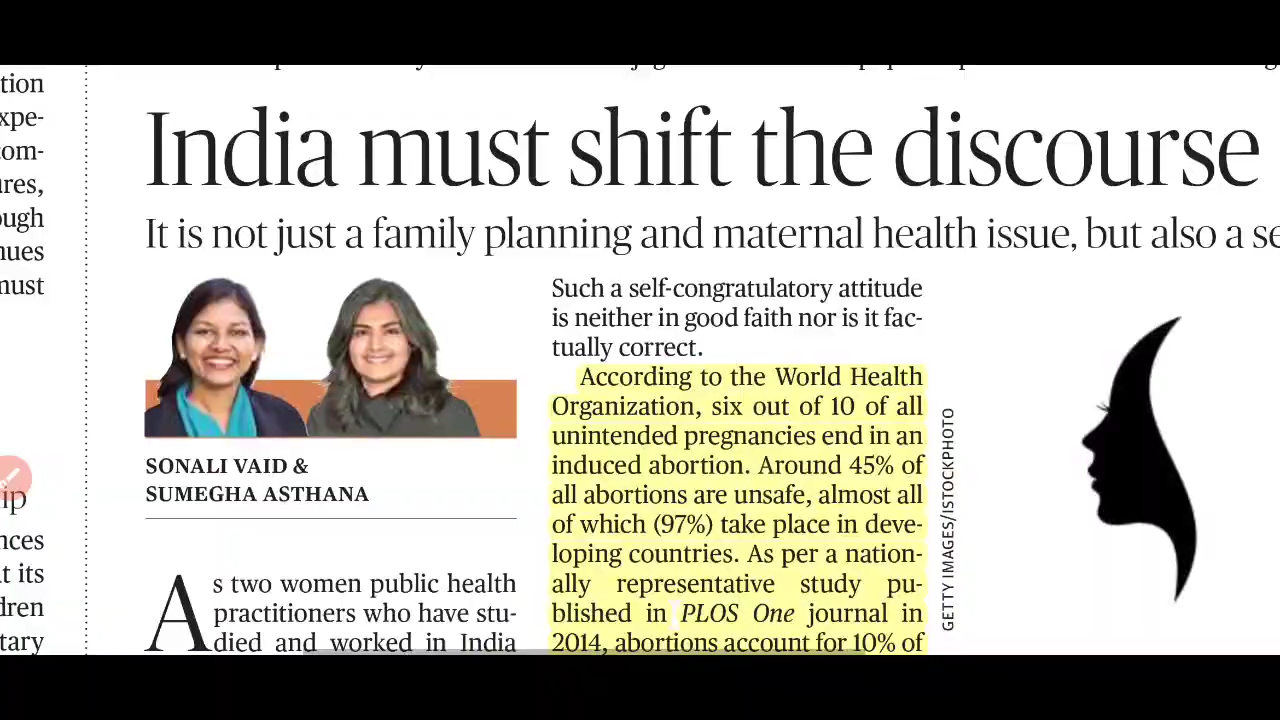 tion
xpe-
com-
ures,
ough
nues
must
ip
nces
t its
dren
tary
India must shift the discourse
It is not just a family planning and maternal health issue, but also a se
SONALI VAID &
SUMEGHA ASTHANA
As two women public health
practitioners who have stu-
died and worked in India
Such a self-congratulatory attitude
is neither in good faith nor is it fac-
tually correct.
According to the World Health
Organization, six out of 10 of all
unintended pregnancies end in an
induced abortion. Around 45% of
all abortions are unsafe, almost all
of which (97%) take place in deve-
loping countries. As per a nation-
ally representative study pu-
blished in PLOS One journal in
2014, abortions account for 10% of
GETTY IMAGES/ISTOCKPHOTO